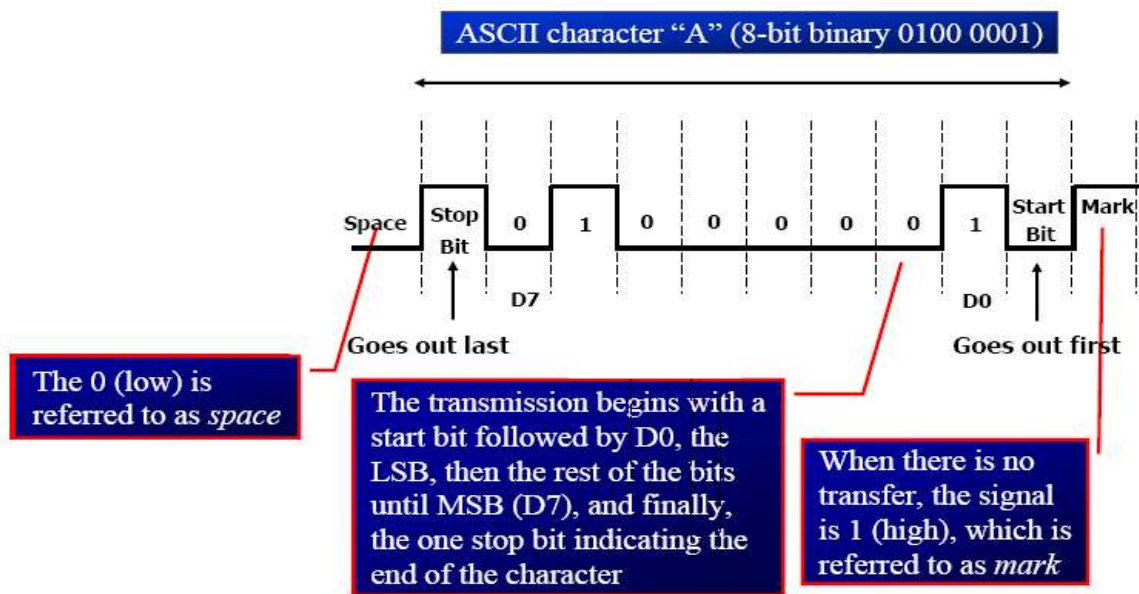 ASCII character “A” (8-bit binary 0100 0001)
Space
Stop
Bit
0
1
0
0
0
0
0
1
Start
Bit
Mark
D7
D0
Goes out last
Goes out first
The 0 (low) is
referred to as space
The transmission begins with a
start bit followed by D0, the
LSB, then the rest of the bits
until MSB (D7), and finally,
the one stop bit indicating the
end of the character
When there is no
transfer, the signal
is 1 (high), which is
referred to as mark